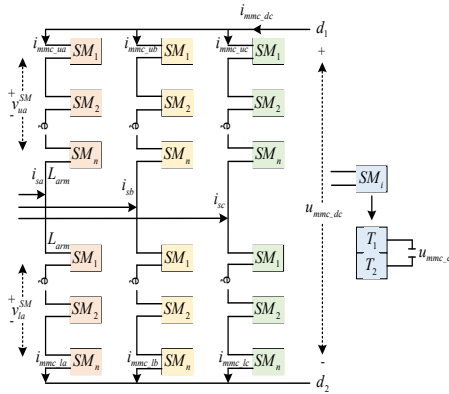 i_mmc_dc
d_1
i_mmc_ua i_mmc_ub i_mmc_uc
SM_1 SM_1 SM_1
+
+
v_ua^SM
-
SM_2 SM_2 SM_2
SM_n SM_n SM_n
i_sa L_arm
i_sb
i_sc
SM_i
u_mmc_dc
L_arm
T_1
T_2
SM_1 SM_1 SM_1
+
v_la^SM
-
SM_2 SM_2 SM_2
i_mmc_la i_mmc_lb i_mmc_lc
SM_n SM_n SM_n
-
d_2